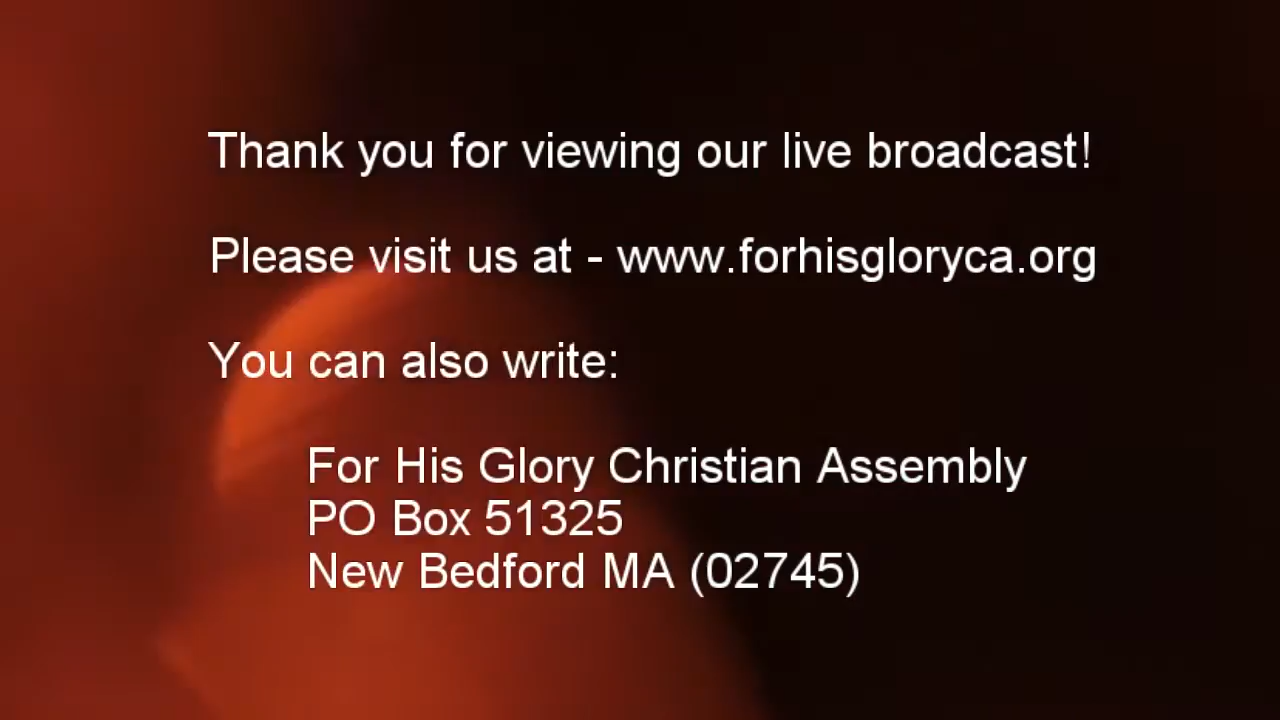 Thank you for viewing our live broadcast!
Please visit us at - www.forhisgloryca.org
You can also write:
For His Glory Christian Assembly
PO Box 51325
New Bedford MA (02745)